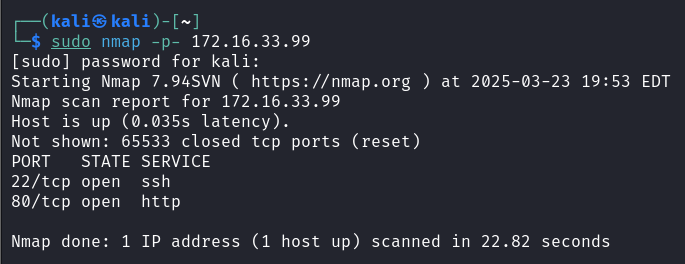 ┌──(kali㉿kali)-[~]
└─$ sudo nmap -p- 172.16.33.99
[sudo] password for kali:
Starting Nmap 7.94SVN ( https://nmap.org ) at 2025-03-23 19:53 EDT
Nmap scan report for 172.16.33.99
Host is up (0.035s latency).
Not shown: 65533 closed tcp ports (reset)
PORT   STATE SERVICE
22/tcp open  ssh
80/tcp open  http
Nmap done: 1 IP address (1 host up) scanned in 22.82 seconds